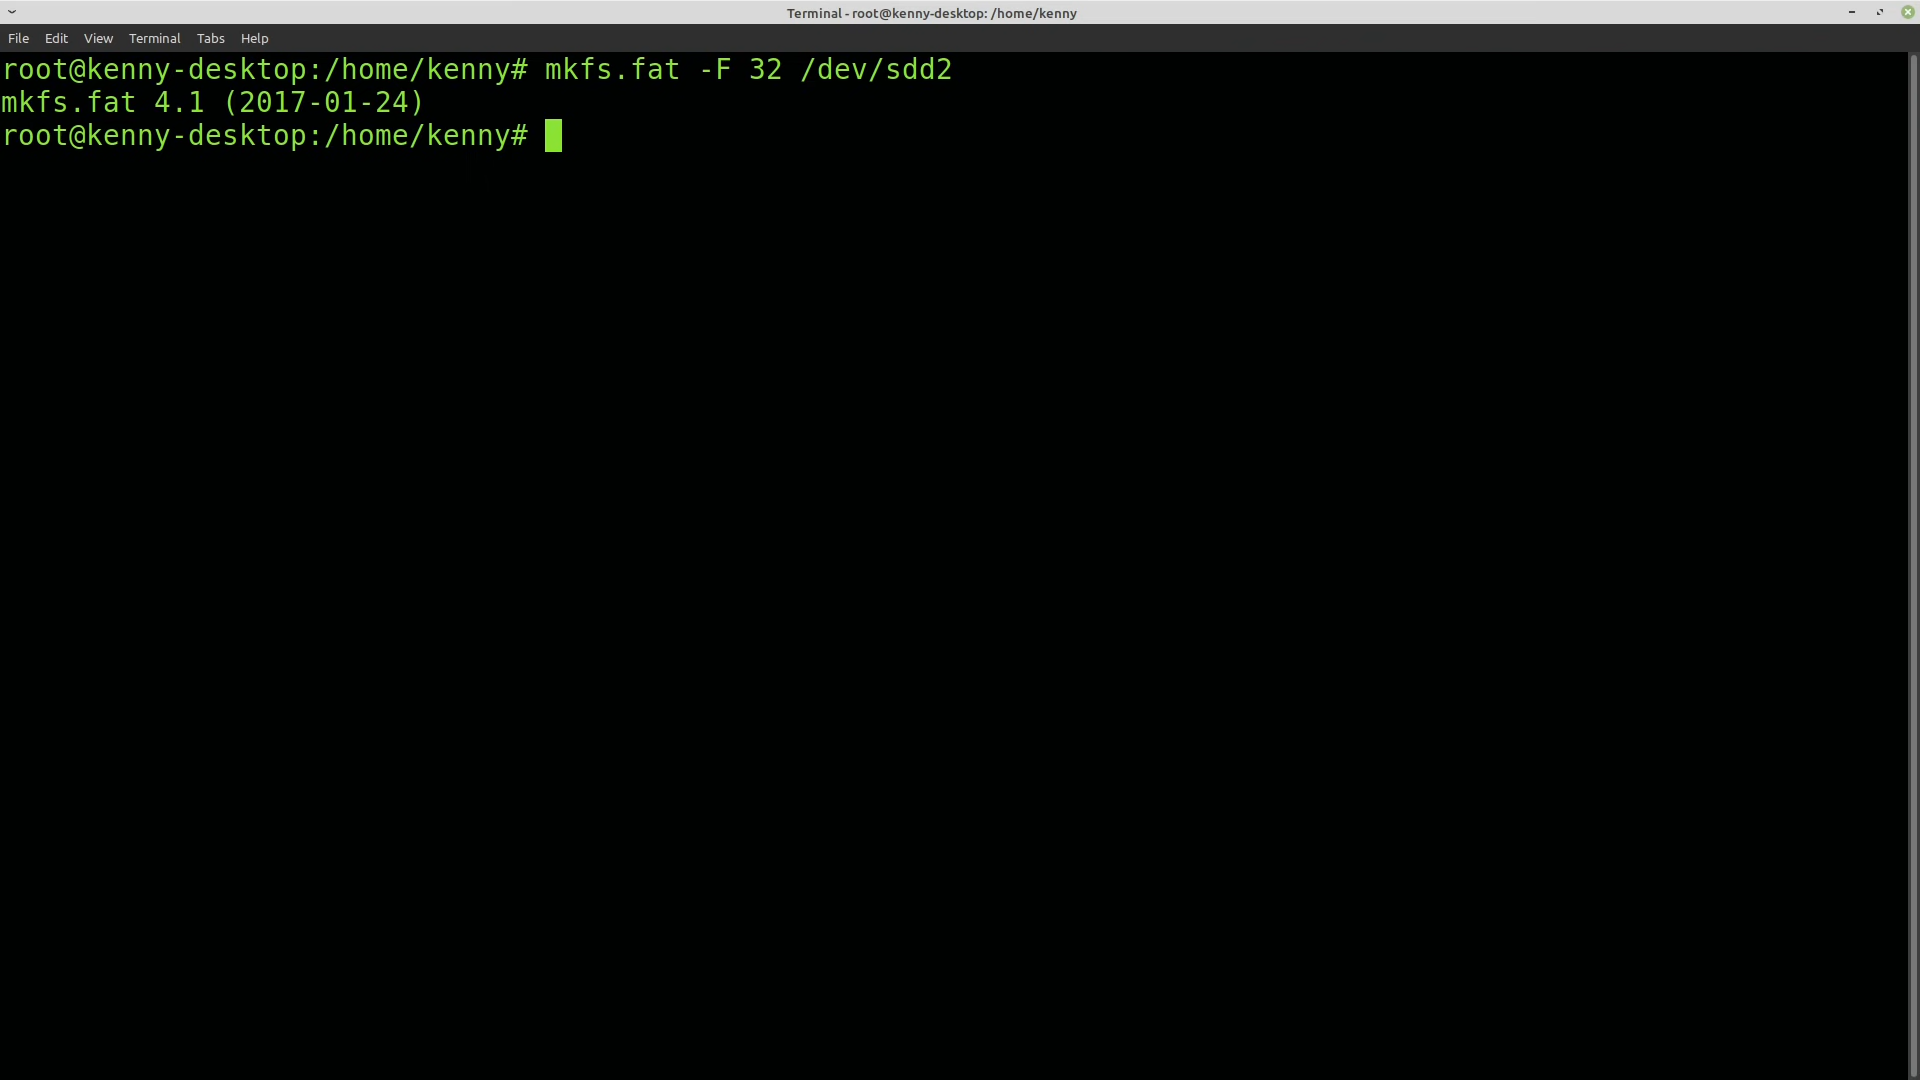 Terminal - root@kenny-desktop: /home/kenny
File Edit View Terminal Tabs Help
root@kenny-desktop:/home/kenny# mkfs.fat -F 32 /dev/sdd2
mkfs.fat 4.1 (2017-01-24)
root@kenny-desktop:/home/kenny#